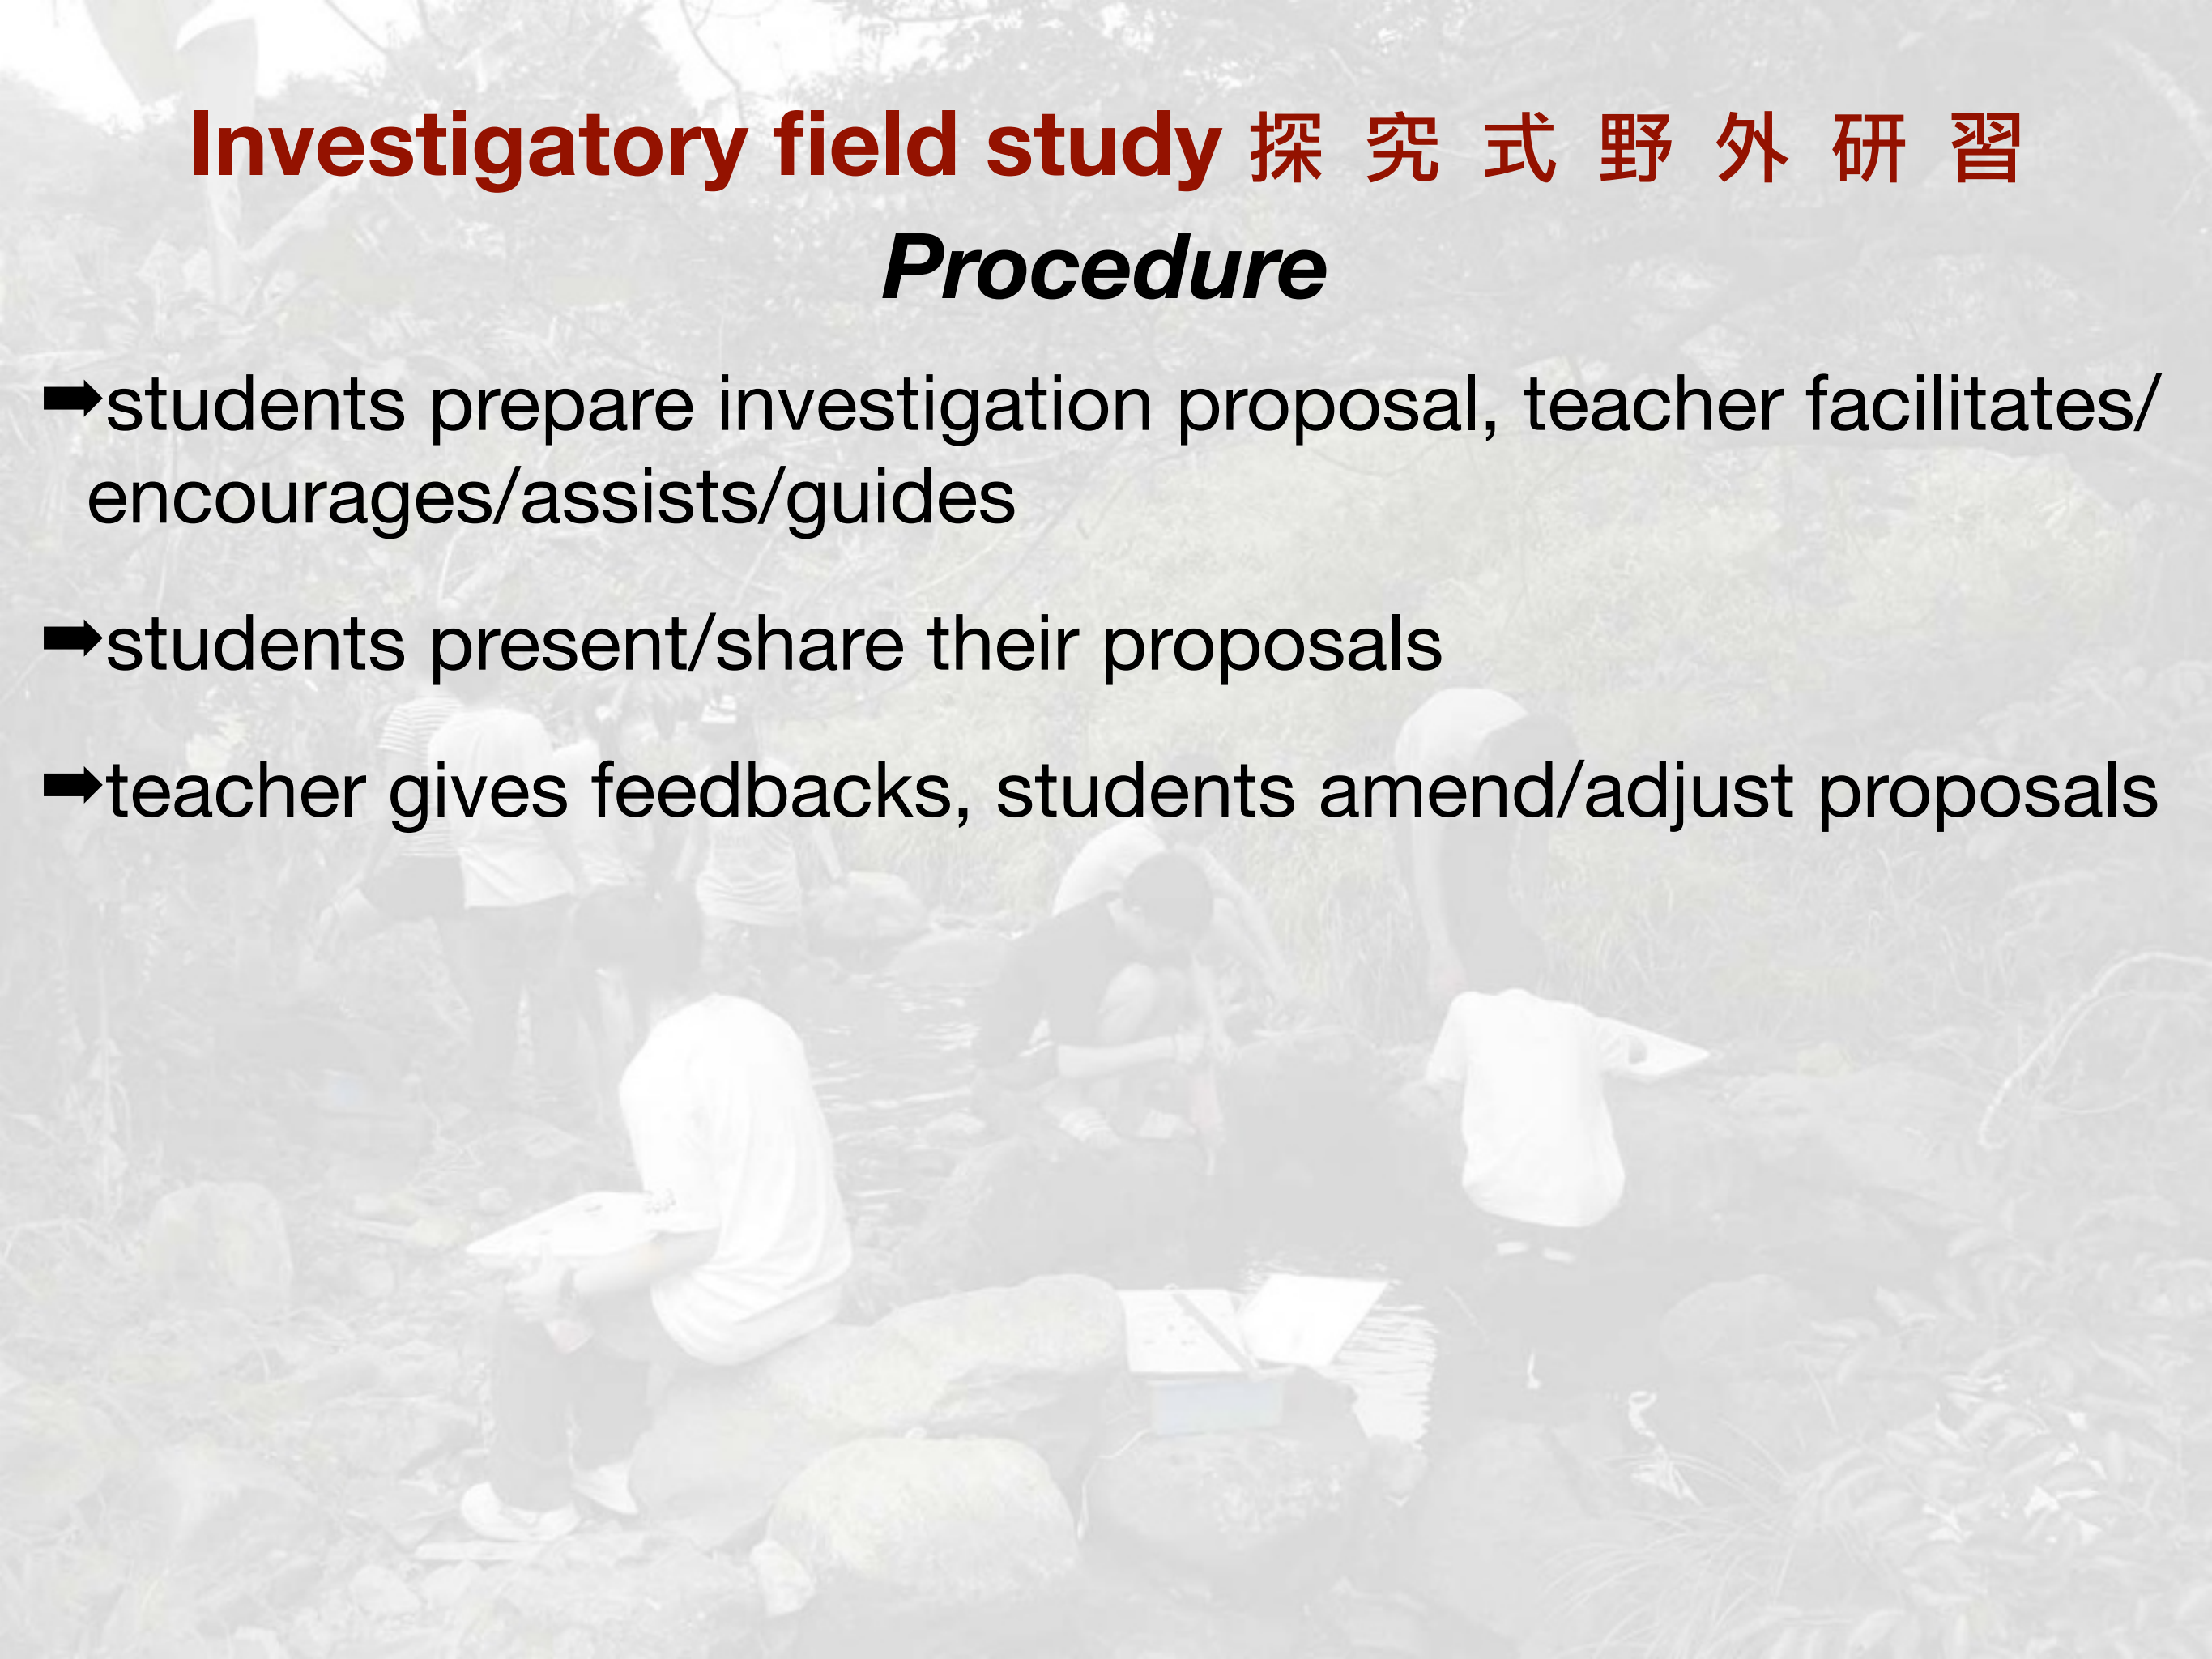 Investigatory field study 探 究 式 野 外 研 習
Procedure
➡students prepare investigation proposal, teacher facilitates/
encourages/assists/guides
➡students present/share their proposals
➡teacher gives feedbacks, students amend/adjust proposals